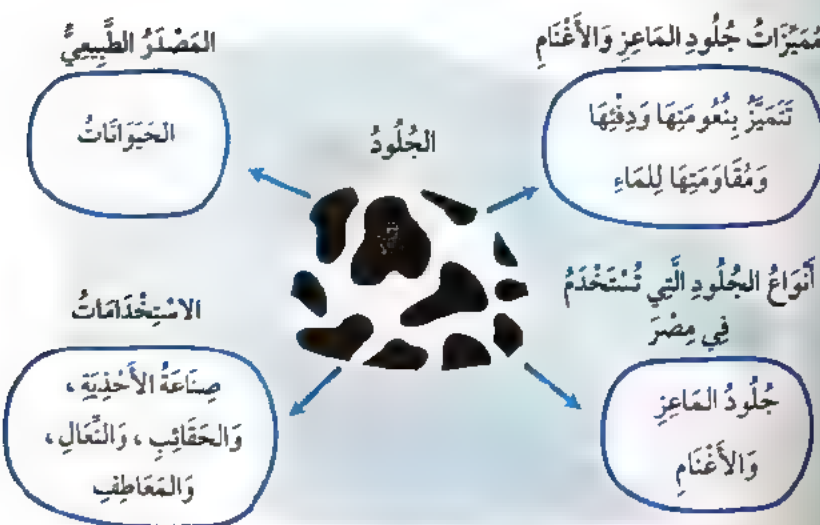 مُمَيِّزَاتُ جُلُودِ المَاعِزِ وَالأَغْنَامِ
تَتَمَيَّزُ بِنُعُومَتِهَا وَدِفْئِهَا
وَمُقَاوَمَتِهَا لِلمَاءِ
المَصْدَرُ الطَّبِيعِيُّ
الحَيَوَانَاتُ
الجُلُودُ
أَنْوَاعُ الجُلُودِ الَّتِي تُسْتَخْدَمُ
فِي مِصْرَ
جُلُودُ المَاعِزِ
وَالأَغْنَامِ
الاسْتِخْدَامَاتُ
صِنَاعَةُ الأَحْذِيَةِ ،
وَالحَقَائِبِ ، وَالنِّعَالِ ،
وَالمَعَاطِفِ